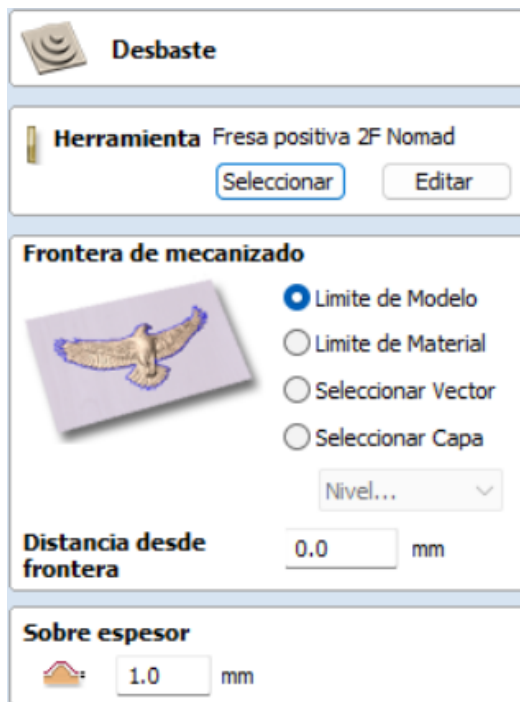 Desbaste
Herramienta Fresa positiva 2F Nomad
Seleccionar Editar
Frontera de mecanizado
Limite de Modelo
Limite de Material
Seleccionar Vector
Seleccionar Capa
Nivel...
Distancia desde frontera 0.0 mm
Sobre espesor
1.0 mm